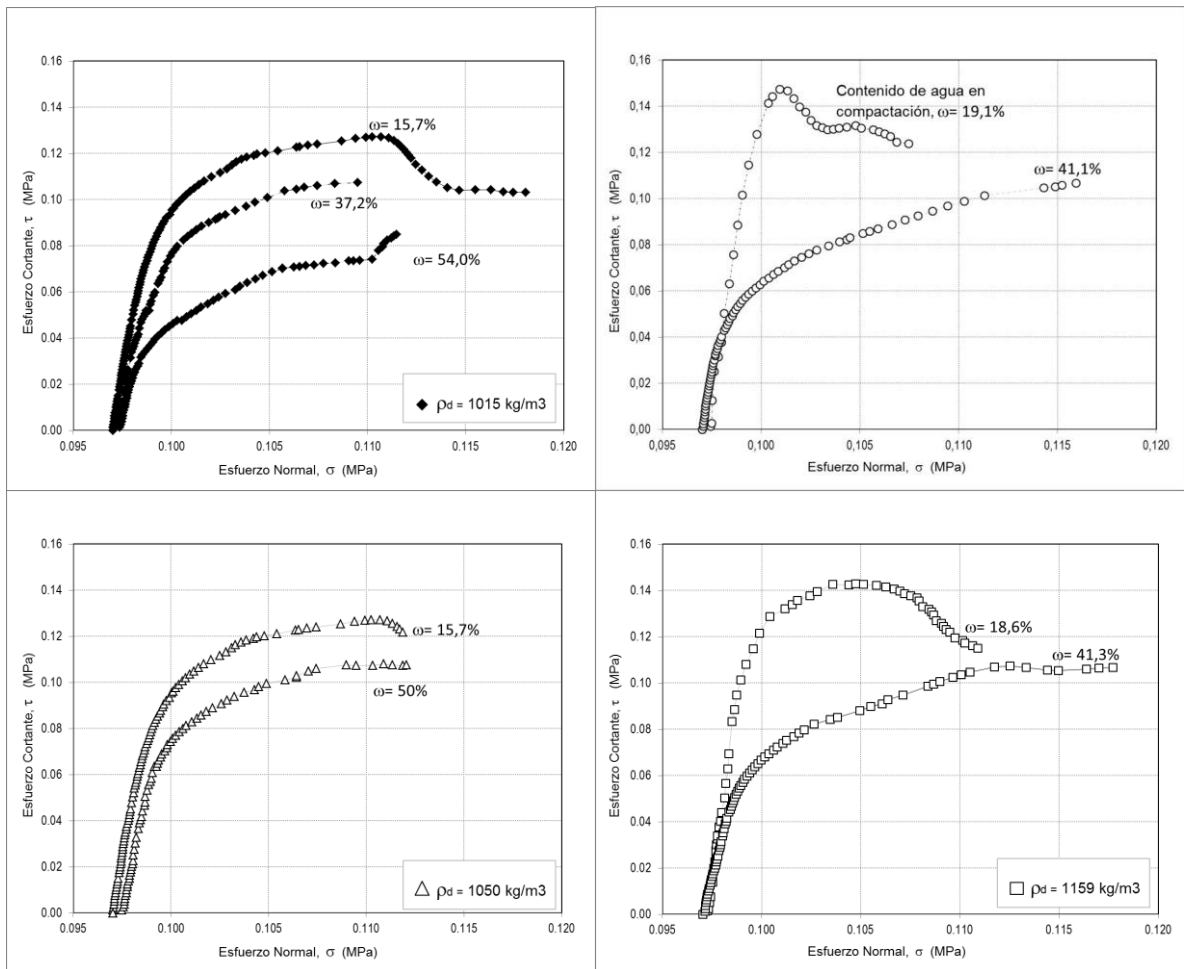 0.16
0.14
0.12
0.10
0.08
0.06
0.04
0.02
0.00
Esfuerzo Cortante, τ (MPa)
ω= 15,7%
ω= 37,2%
ω= 54,0%
ρd = 1015 kg/m3
0.095 0.100 0.105 0.110 0.115 0.120
Esfuerzo Normal, σ (MPa)
0,16
0,14
0,12
0,10
0,08
0,06
0,04
0,02
0,00
Esfuerzo Cortante, τ (MPa)
Contenido de agua en
compactación, ω= 19,1%
ω= 41,1%
0,095 0,100 0,105 0,110 0,115 0,120
Esfuerzo Normal, σ (MPa)
0.16
0.14
0.12
0.10
0.08
0.06
0.04
0.02
0.00
Esfuerzo Cortante, τ (MPa)
ω= 15,7%
ω= 50%
ρd = 1050 kg/m3
0.095 0.100 0.105 0.110 0.115 0.120
Esfuerzo Normal, σ (MPa)
0.16
0.14
0.12
0.10
0.08
0.06
0.04
0.02
0.00
Esfuerzo Cortante, τ (MPa)
ω= 18,6%
ω= 41,3%
ρd = 1159 kg/m3
0.095 0.100 0.105 0.110 0.115 0.120
Esfuerzo Normal, σ (MPa)